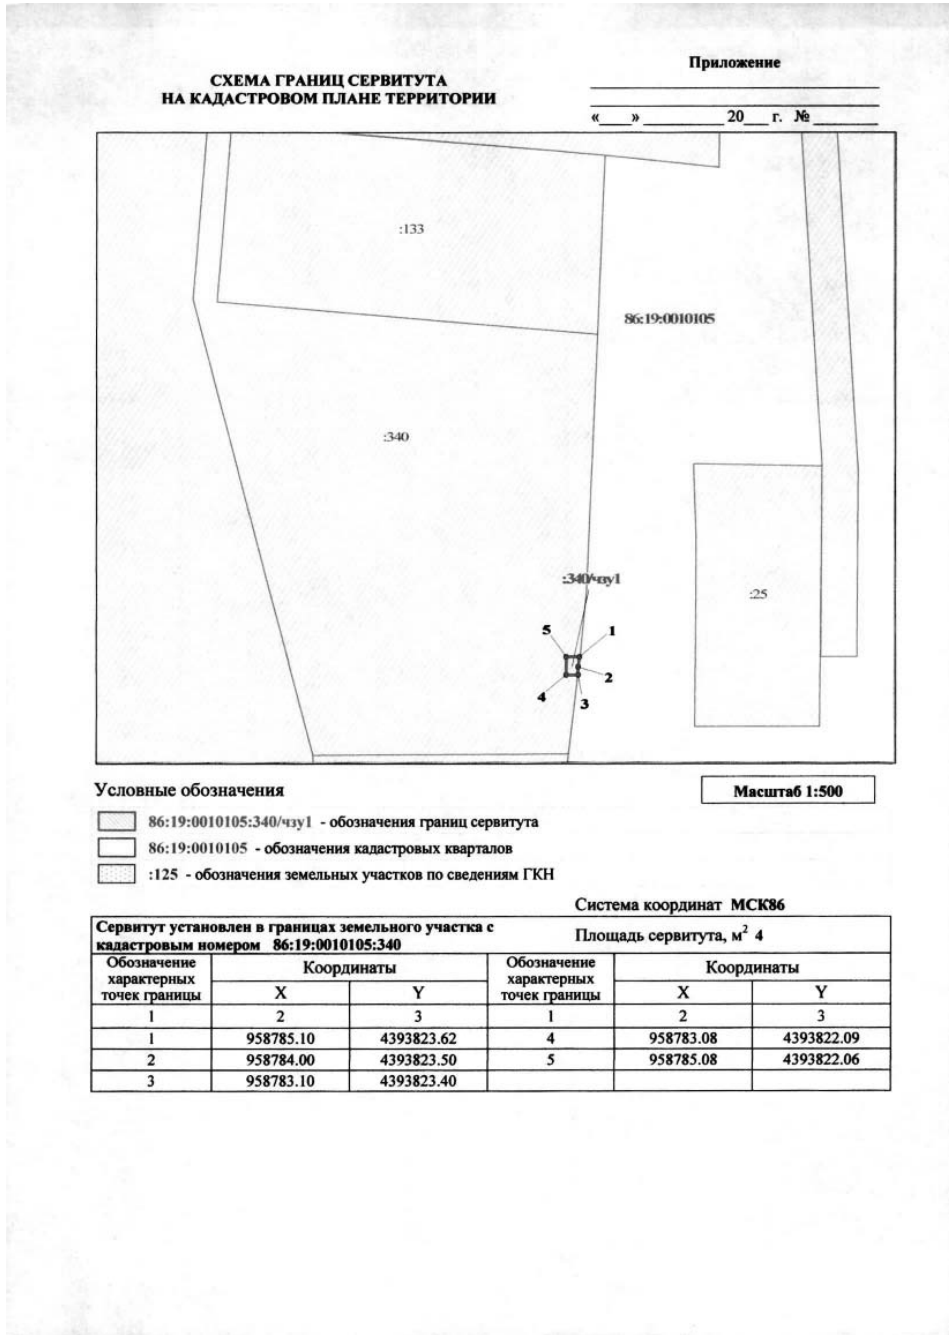 Приложение
СХЕМА ГРАНИЦ СЕРВИТУТА
НА КАДАСТРОВОМ ПЛАНЕ ТЕРРИТОРИИ
«____» __________ 20___ г. № ________
:133
86:19:0010105
:340
:340/чзу1
:25
5
1
2
4
3
Условные обозначения
Масштаб 1:500
86:19:0010105:340/чзу1 - обозначения границ сервитута
86:19:0010105 - обозначения кадастровых кварталов
:125 - обозначения земельных участков по сведениям ГКН
Система координат МСК86
Сервитут установлен в границах земельного участка с
кадастровым номером 86:19:0010105:340
Площадь сервитута, м² 4
Обозначение
характерных
точек границы
Координаты
Обозначение
характерных
точек границы
Координаты
X Y X Y
1 2 3 1 2 3
1 958785.10 4393823.62 4 958783.08 4393822.09
2 958784.00 4393823.50 5 958785.08 4393822.06
3 958783.10 4393823.40